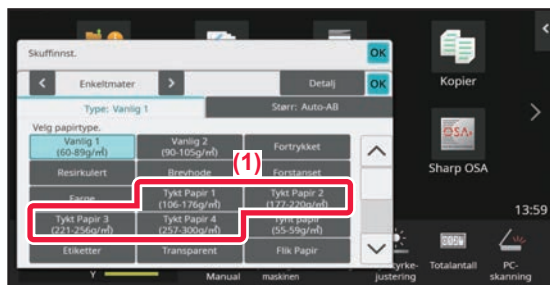 Skuffinnst.
OK
Enkeltmater
Detalj
OK
Type: Vanlig 1
Størr: Auto-AB
Velg papirtype.
Vanlig 1
(60-89g/㎡)
Vanlig 2
(90-105g/㎡)
Fortrykket
(1)
Resirkulert
Brevhode
Forstanset
Farge
Tykt Papir 1
(106-176g/㎡)
Tykt Papir 2
(177-220g/㎡)
Tykt Papir 3
(221-256g/㎡)
Tykt Papir 4
(257-300g/㎡)
Tynt papir
(55-59g/㎡)
Etiketter
Transparent
Flik Papir
Kopier
OSA
Sharp OSA
13:59
Y
Manual
maskinen
yrke-
justering
Totalantall
PC-
skanning